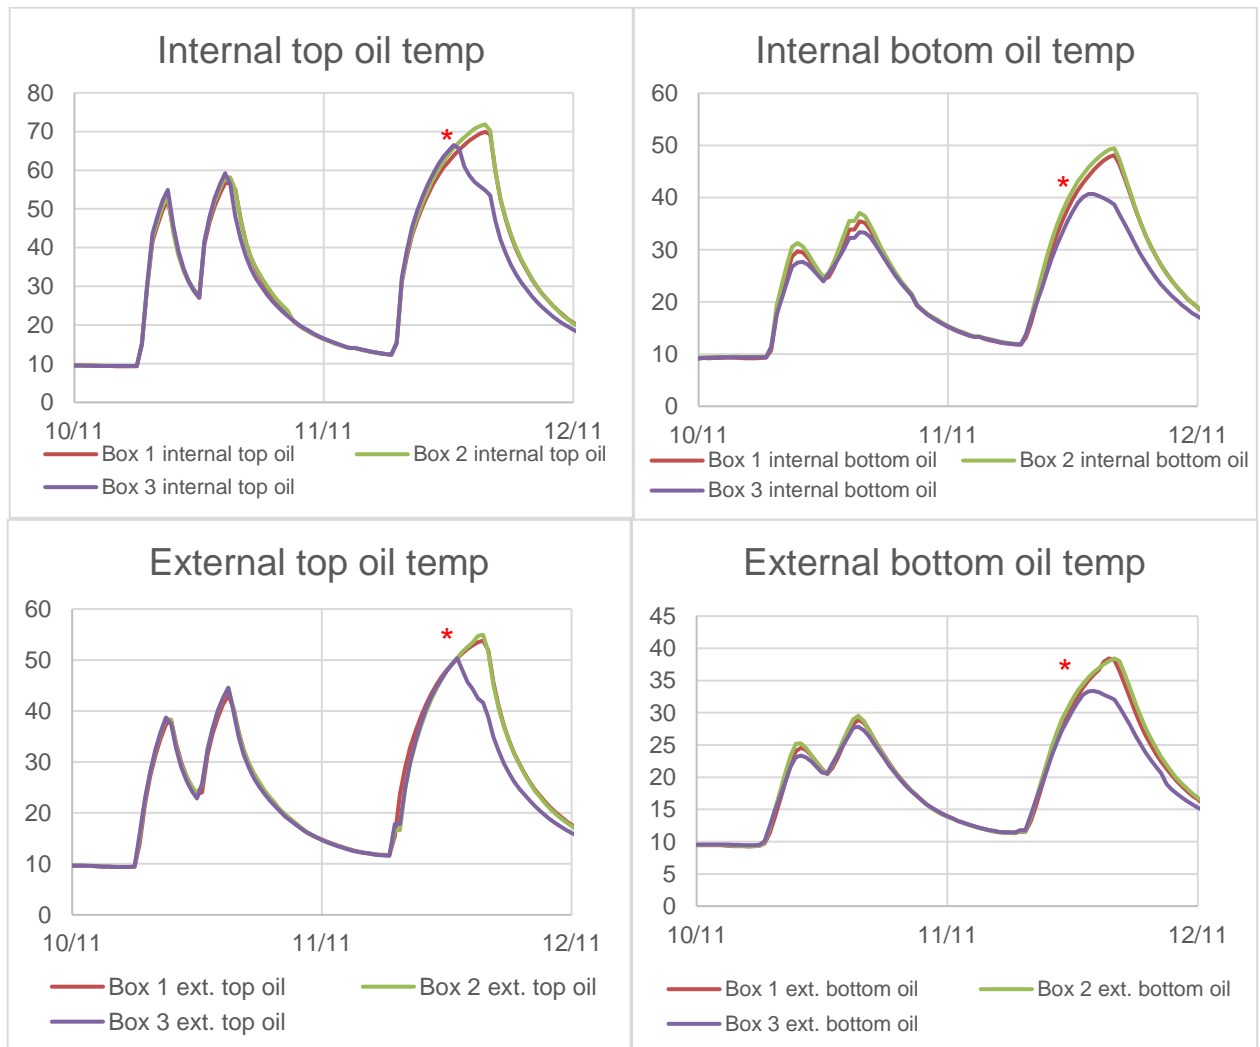 Internal top oil temp
80
70
*
60
50
40
30
20
10
0
10/11 11/11 12/11
Box 1 internal top oil Box 2 internal top oil
Box 3 internal top oil
Internal botom oil temp
60
50
*
40
30
20
10
0
10/11 11/11 12/11
Box 1 internal bottom oil Box 2 internal bottom oil
Box 3 internal bottom oil
External top oil temp
60
*
50
40
30
20
10
0
10/11 11/11 12/11
Box 1 ext. top oil Box 2 ext. top oil
Box 3 ext. top oil
External bottom oil temp
45
40
*
35
30
25
20
15
10
5
0
10/11 11/11 12/11
Box 1 ext. bottom oil Box 2 ext. bottom oil
Box 3 ext. bottom oil